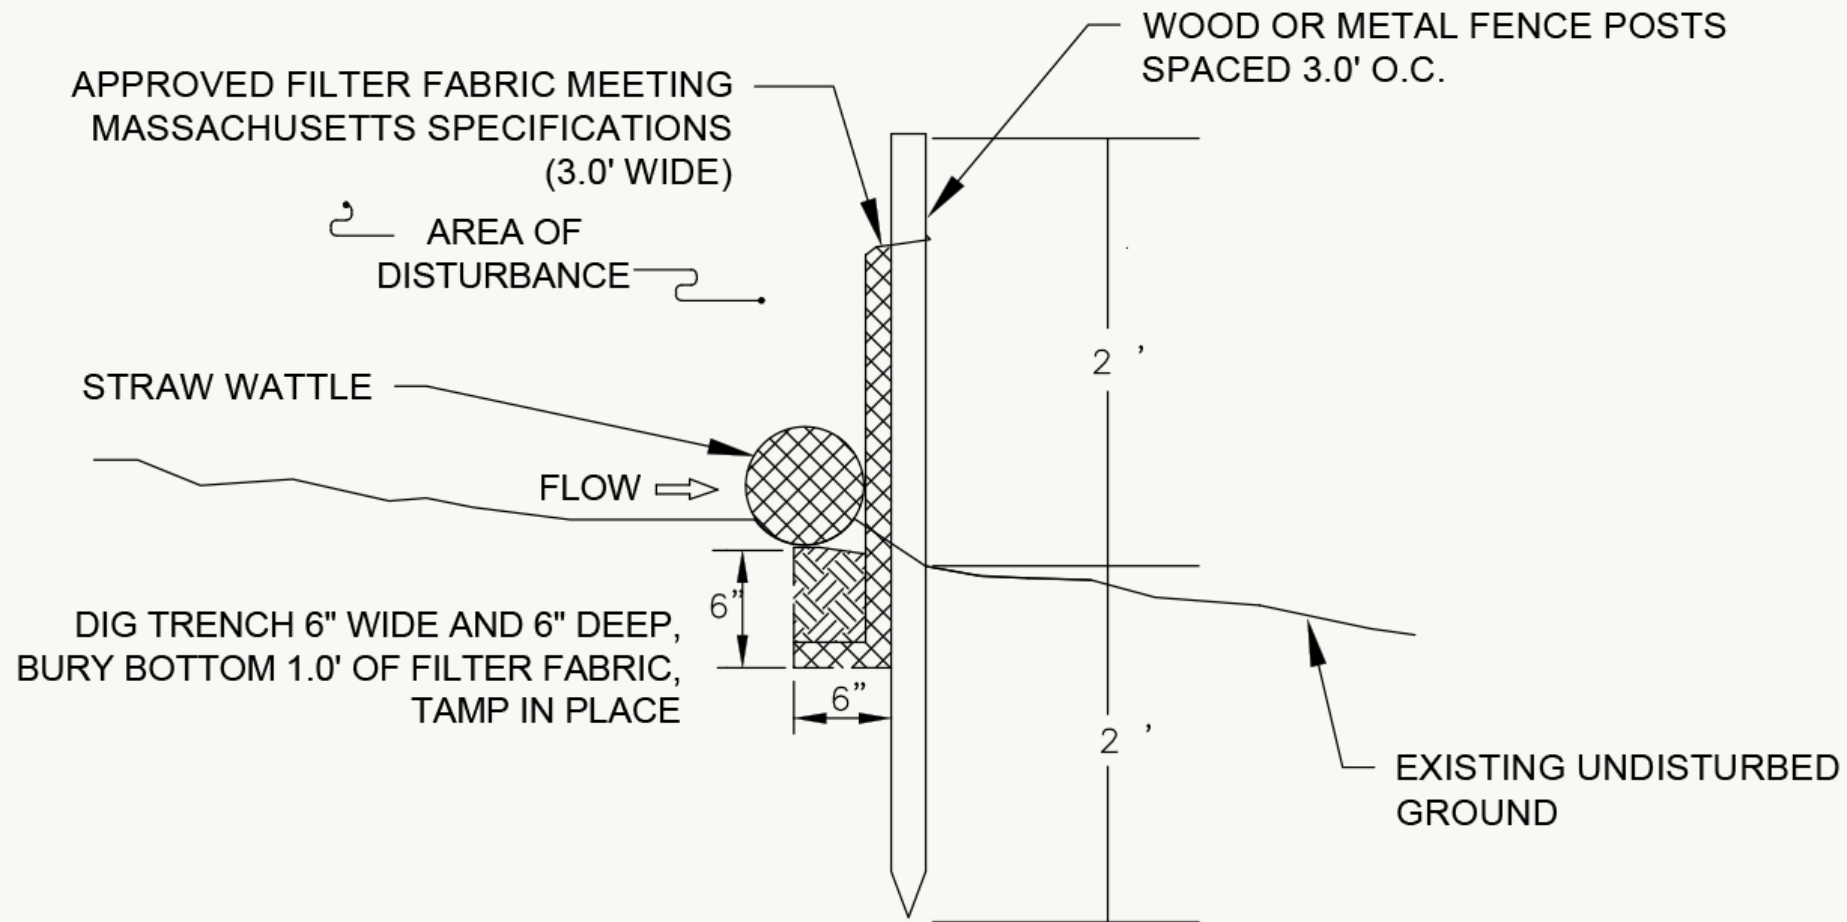 WOOD OR METAL FENCE POSTS
SPACED 3.0' O.C.
APPROVED FILTER FABRIC MEETING
MASSACHUSETTS SPECIFICATIONS
(3.0' WIDE)
AREA OF
DISTURBANCE
2 '
STRAW WATTLE
FLOW
6”
DIG TRENCH 6" WIDE AND 6" DEEP,
BURY BOTTOM 1.0' OF FILTER FABRIC,
TAMP IN PLACE
6”
2 '
EXISTING UNDISTURBED
GROUND